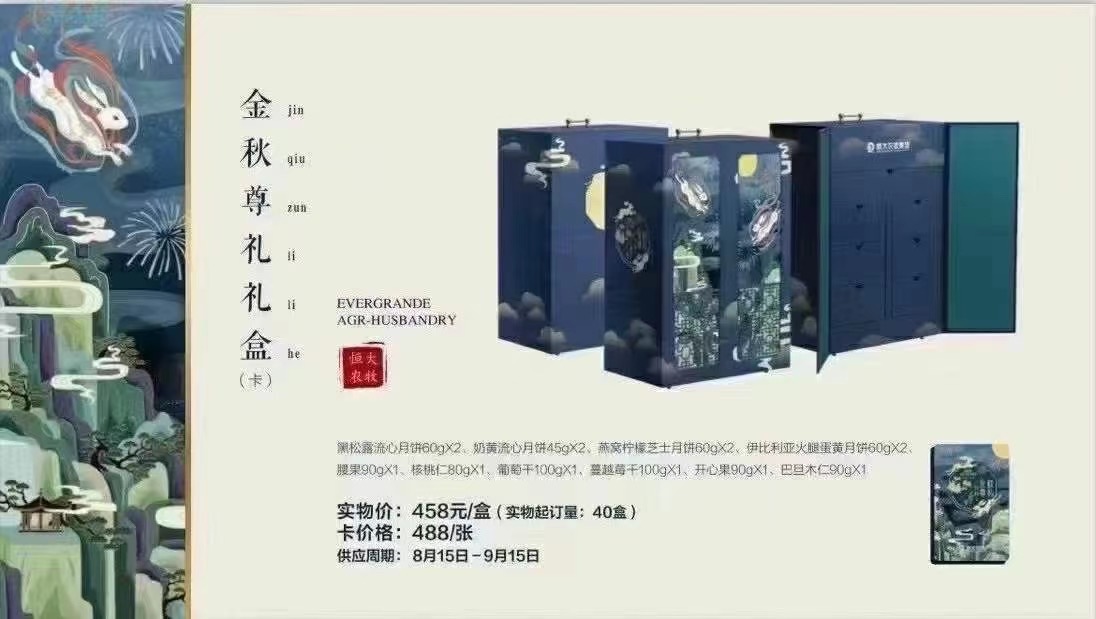 金 jin
秋 qiu
尊 zun
礼 li
礼 li
盒 he
（卡）
EVERGRANDE
AGR-HUSBANDRY
恒大
农牧
恒大农牧集团
黑松露流心月饼60gX2、奶黄流心月饼45gX2、燕窝柠檬芝士月饼60gX2、伊比利亚火腿蛋黄月饼60gX2、
腰果90gX1、核桃仁80gX1、葡萄干100gX1、蔓越莓干100gX1、开心果90gX1、巴旦木仁90gX1
实物价：458元/盒（实物起订量：40盒）
卡价格：488/张
供应周期：8月15日－9月15日